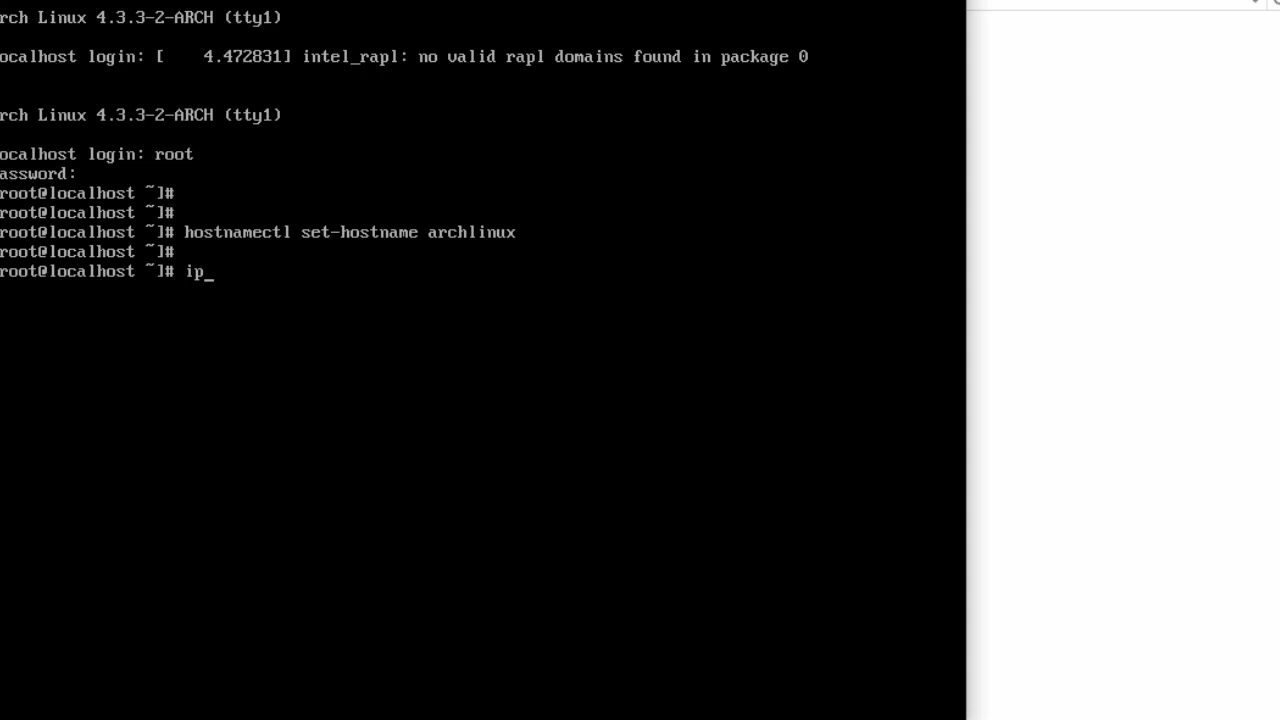 rch Linux 4.3.3-2-ARCH (tty1)
ocalhost login: [    4.472831] intel_rapl: no valid rapl domains found in package 0
rch Linux 4.3.3-2-ARCH (tty1)
ocalhost login: root
assword:
root@localhost ~]#
root@localhost ~]#
root@localhost ~]# hostnamectl set-hostname archlinux
root@localhost ~]#
root@localhost ~]# ip_